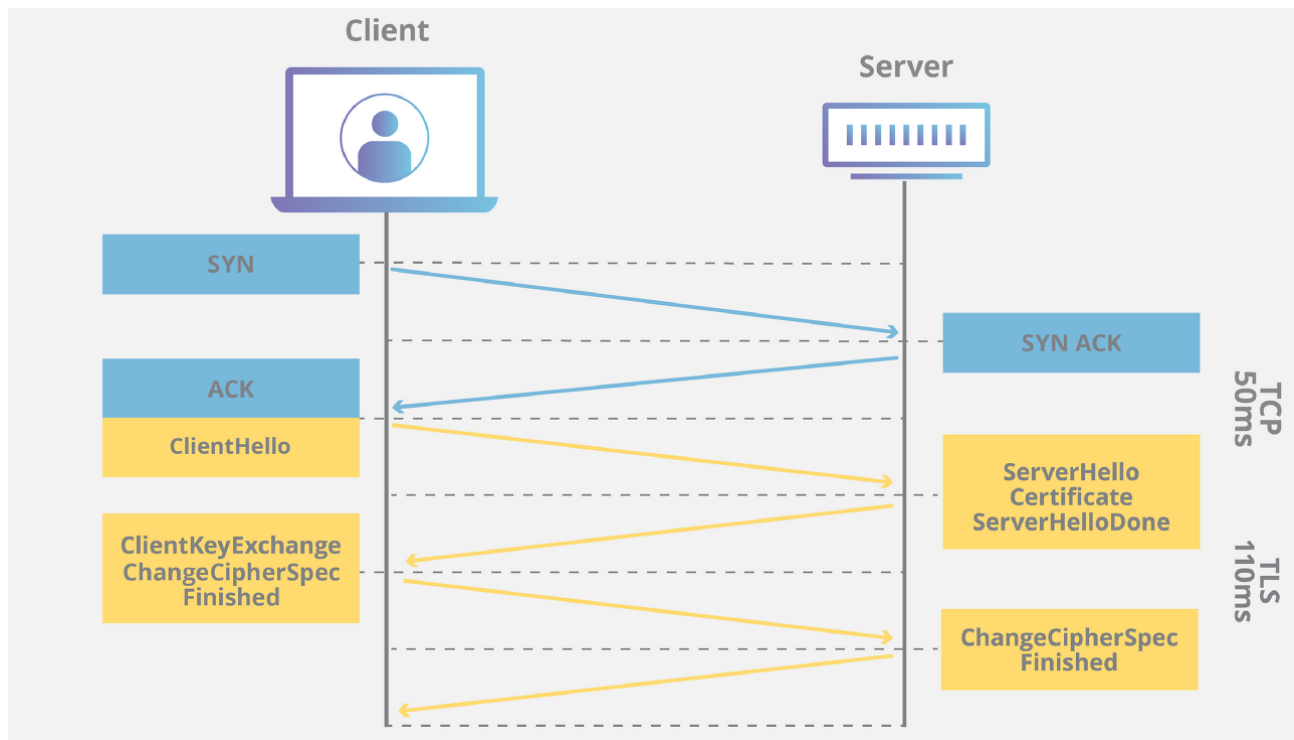 Client
Server
SYN
SYN ACK
ACK
ClientHello
TCP
50ms
ServerHello
Certificate
ServerHelloDone
ClientKeyExchange
ChangeCipherSpec
Finished
TLS
110ms
ChangeCipherSpec
Finished